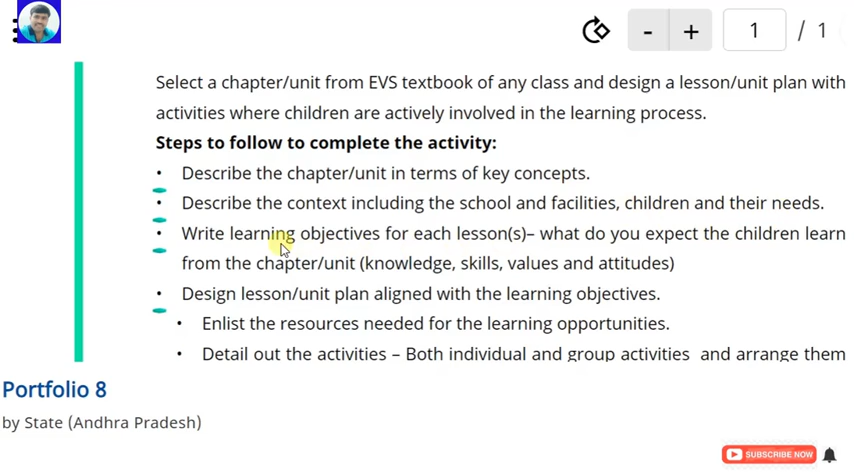 - + 1 / 1
Select a chapter/unit from EVS textbook of any class and design a lesson/unit plan with
activities where children are actively involved in the learning process.
Steps to follow to complete the activity:
• Describe the chapter/unit in terms of key concepts.
• Describe the context including the school and facilities, children and their needs.
• Write learning objectives for each lesson(s)– what do you expect the children learn
from the chapter/unit (knowledge, skills, values and attitudes)
• Design lesson/unit plan aligned with the learning objectives.
• Enlist the resources needed for the learning opportunities.
• Detail out the activities – Both individual and group activities and arrange them
Portfolio 8
by State (Andhra Pradesh)
SUBSCRIBE NOW